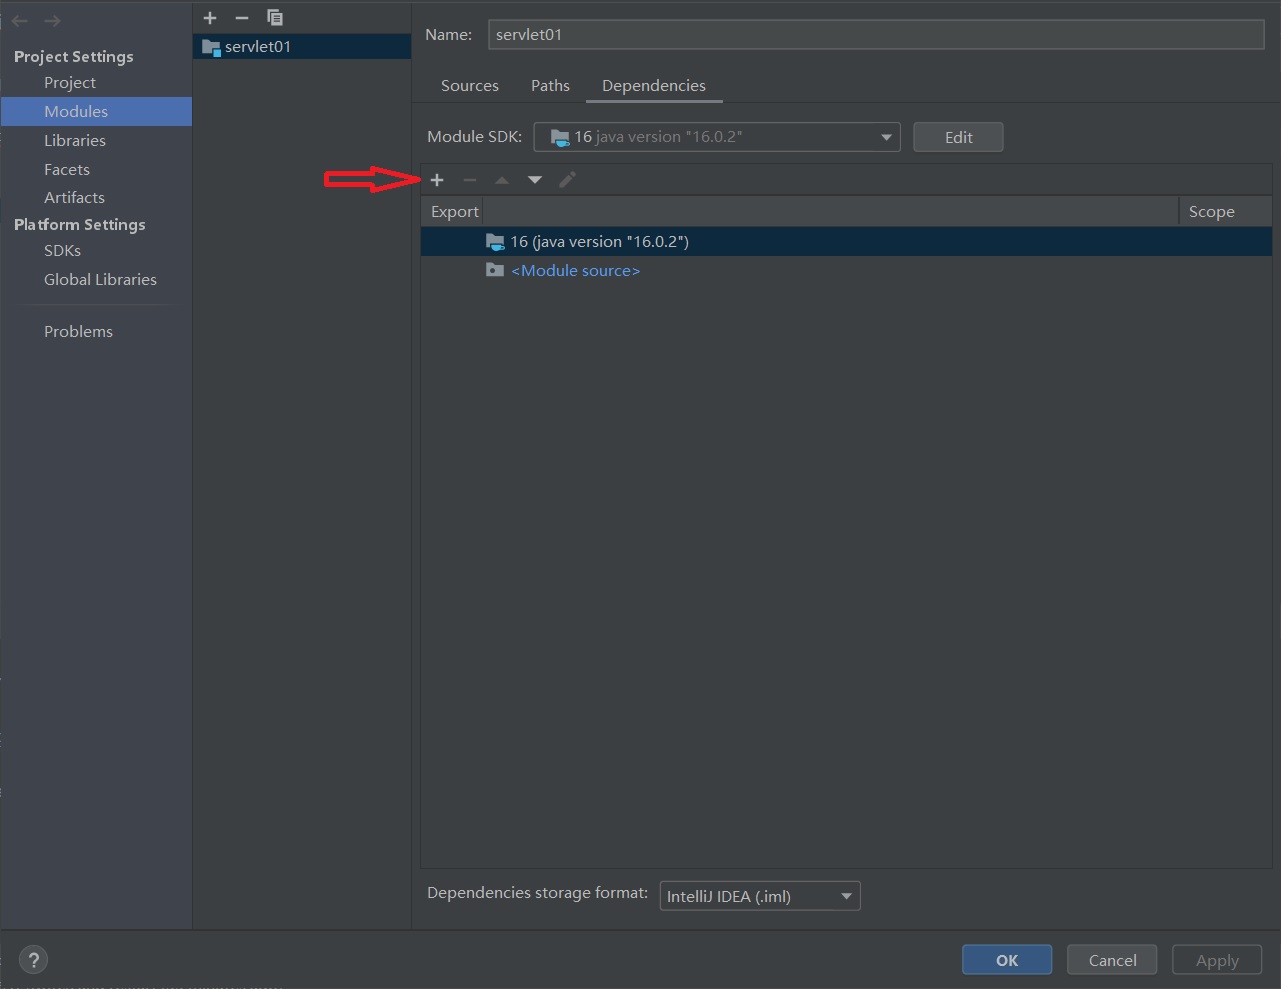 Project Settings
Project
Modules
Libraries
Facets
Artifacts
Platform Settings
SDKs
Global Libraries
Problems
servlet01
Name: servlet01
Sources Paths Dependencies
Module SDK: 16 java version "16.0.2" Edit
Export Scope
16 (java version "16.0.2")
<Module source>
Dependencies storage format: IntelliJ IDEA (.iml)
? OK Cancel Apply